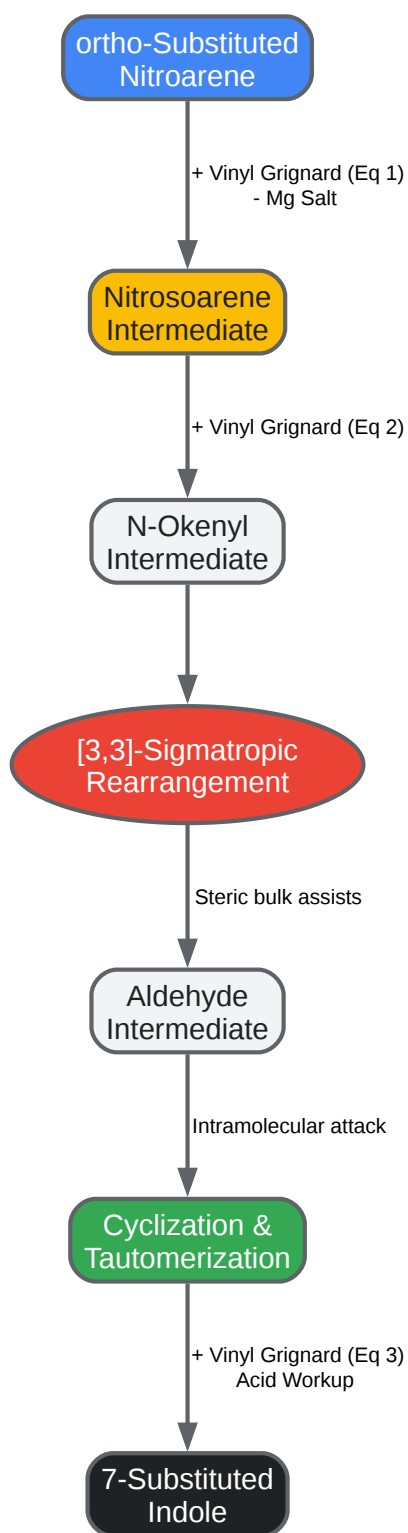 ortho-Substituted
Nitroarene
+ Vinyl Grignard (Eq 1)
- Mg Salt
Nitrosoarene
Intermediate
+ Vinyl Grignard (Eq 2)
N-Okenyl
Intermediate
[3,3]-Sigmatropic
Rearrangement
Steric bulk assists
Aldehyde
Intermediate
Intramolecular attack
Cyclization &
Tautomerization
+ Vinyl Grignard (Eq 3)
Acid Workup
7-Substituted
Indole